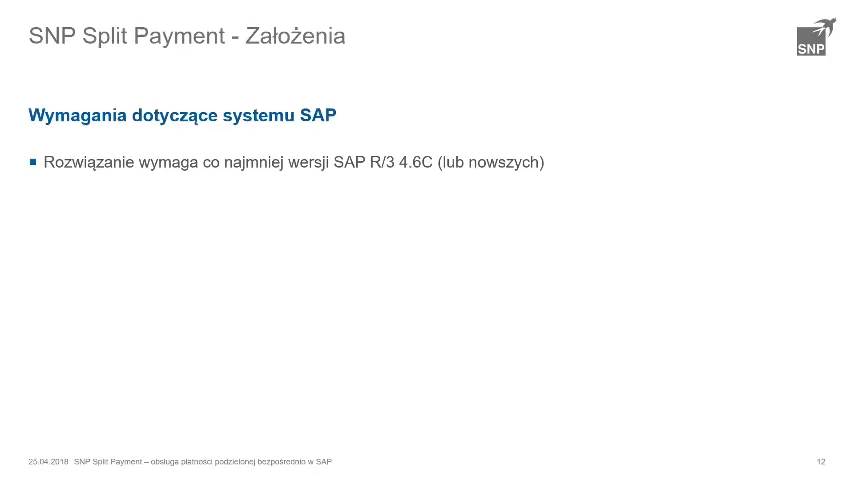 SNP Split Payment - Założenia
SNP
Wymagania dotyczące systemu SAP
Rozwiązanie wymaga co najmniej wersji SAP R/3 4.6C (lub nowszych)
25.04.2018 SNP Split Payment – obsługa płatności podzielonej bezpośrednio w SAP
12